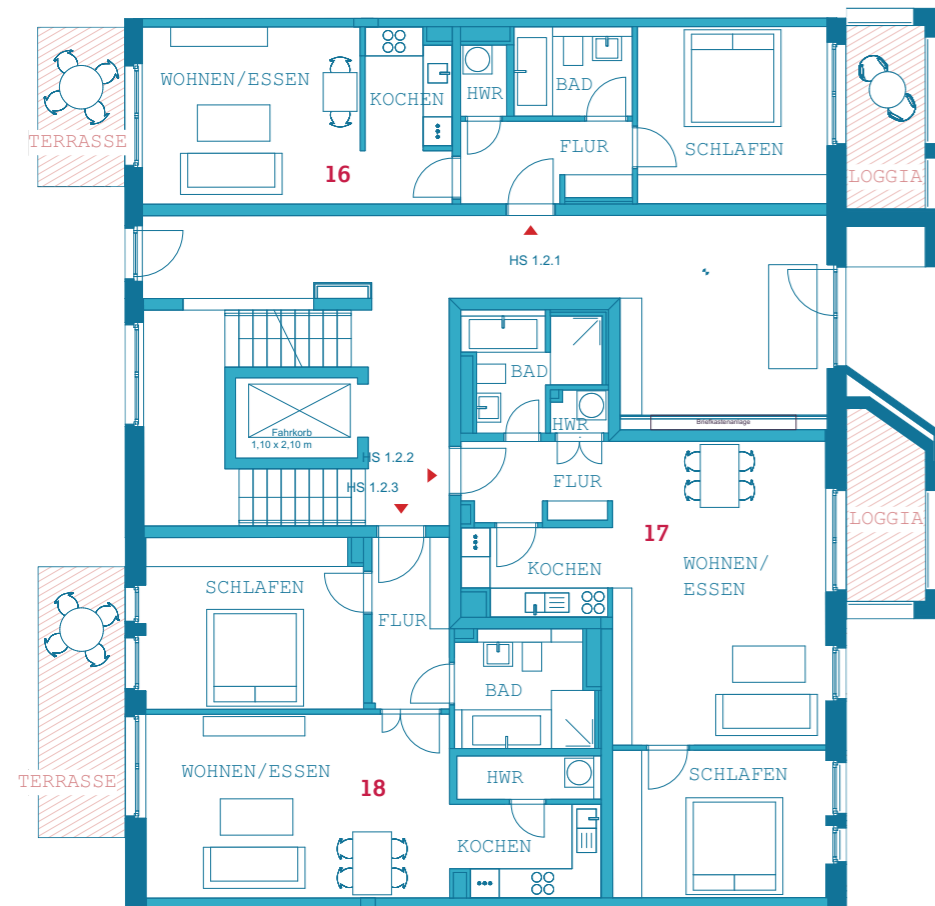 WOHNEN/ESSEN
KOCHEN
HWR
BAD
FLUR
SCHLAFEN
TERRASSE
LOGGIA
16
HS 1.2.1
BAD
HWR
Briefkastenanlage
Fahrkorb
1,10 x 2,10 m
HS 1.2.2
HS 1.2.3
FLUR
17
LOGGIA
KOCHEN
WOHNEN/
ESSEN
SCHLAFEN
FLUR
BAD
TERRASSE
WOHNEN/ESSEN
18
HWR
SCHLAFEN
KOCHEN